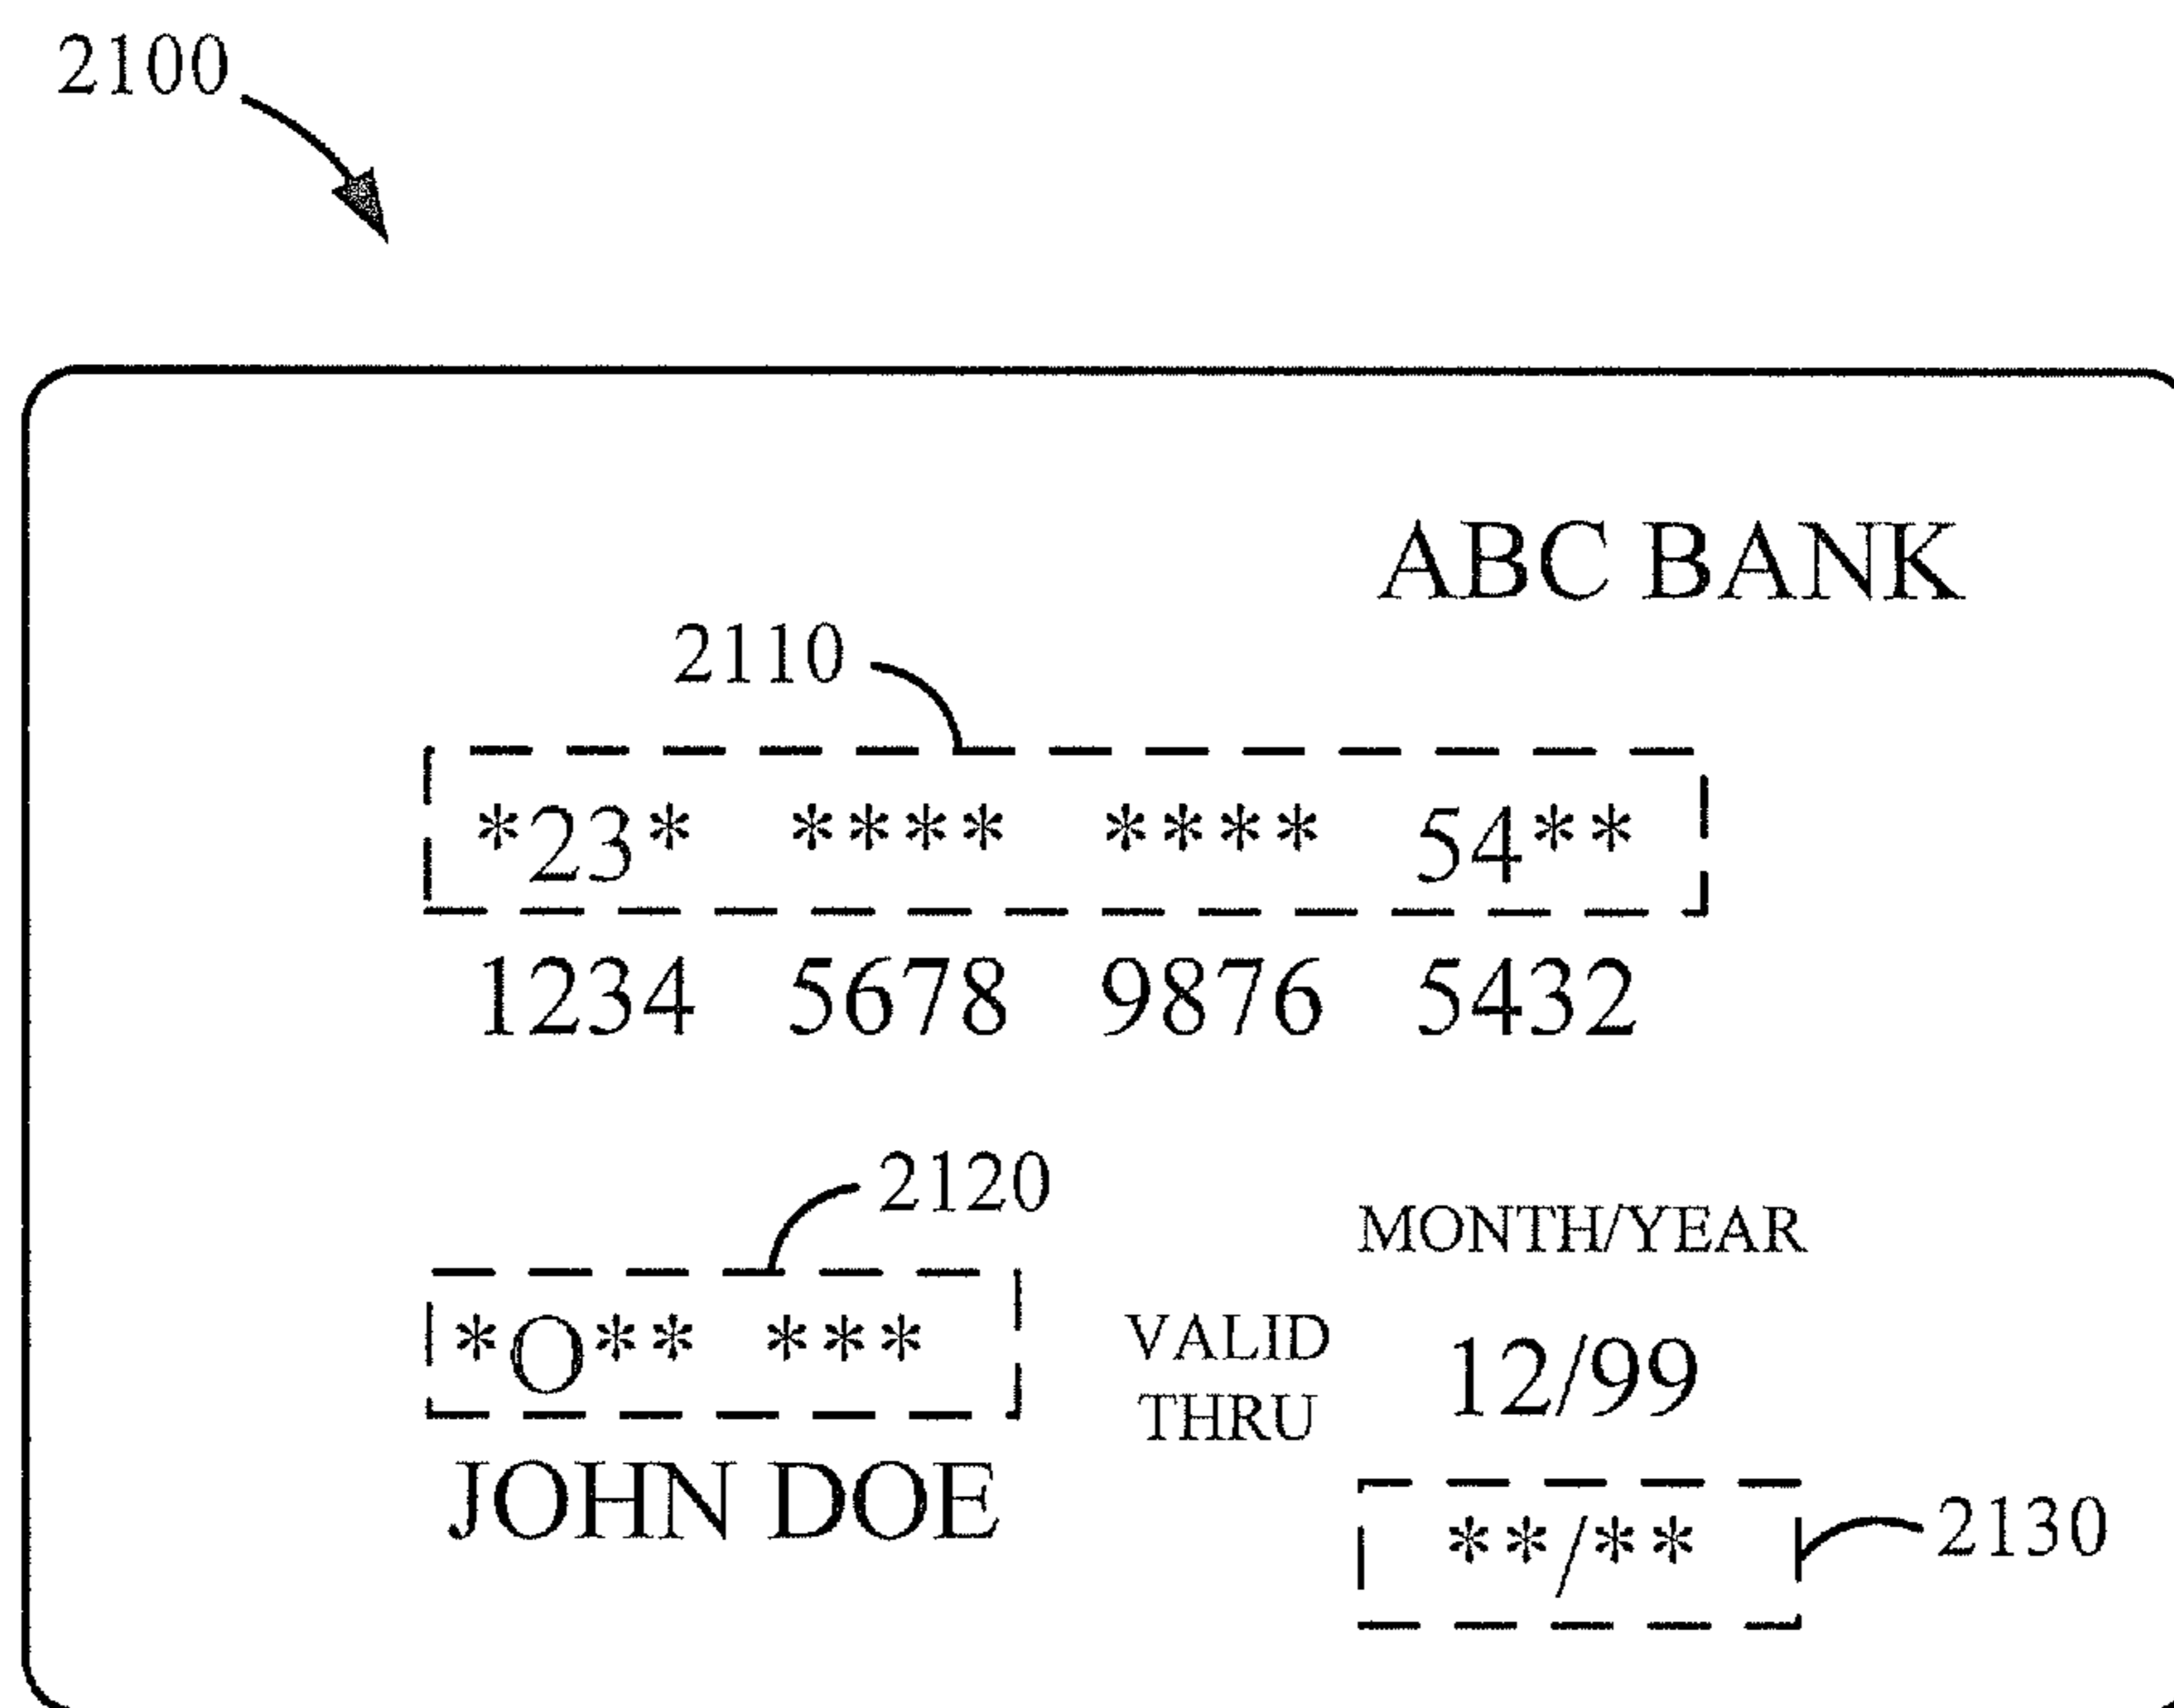 2100
ABC BANK
2110
*23* **** **** 54**
1234 5678 9876 5432
2120
MONTH/YEAR
*O** ***
VALID
THRU
12/99
JOHN DOE
**/**
2130